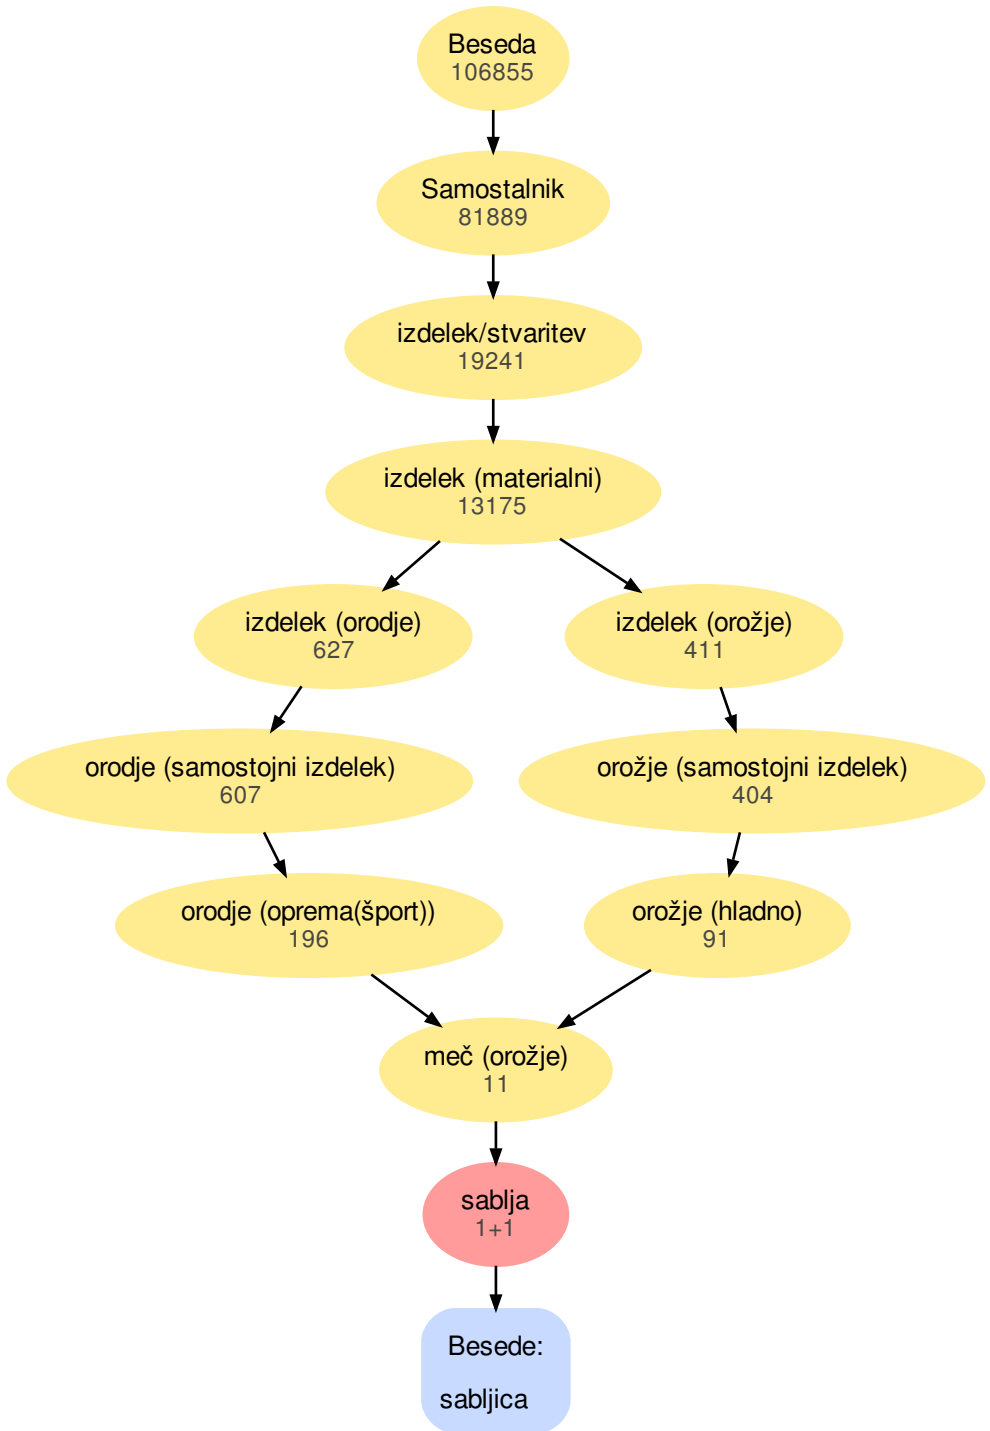 Beseda
106855
Samostalnik
81889
izdelek/stvaritev
19241
izdelek (materialni)
13175
izdelek (orodje)
627
izdelek (orožje)
411
orodje (samostojni izdelek)
607
orožje (samostojni izdelek)
404
orodje (oprema(šport))
196
orožje (hladno)
91
meč (orožje)
11
sablja
1+1
Besede:
sabljica